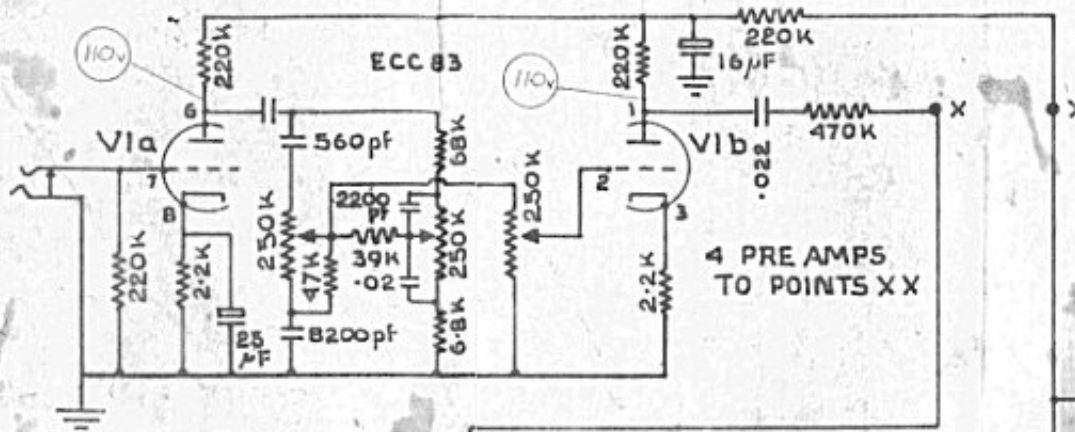 110v
220K
ECC 83
110v
220K
220K
16µF
6
1
X
X
V1a
560pf
68K
V1b
470K
.022
7
2
8
2200
pf
250K
250K
3
250K
39K
47K
.02
220K
2.2K
2.2K
4 PRE AMPS
TO POINTS XX
25
µF
8200pf
6.8K